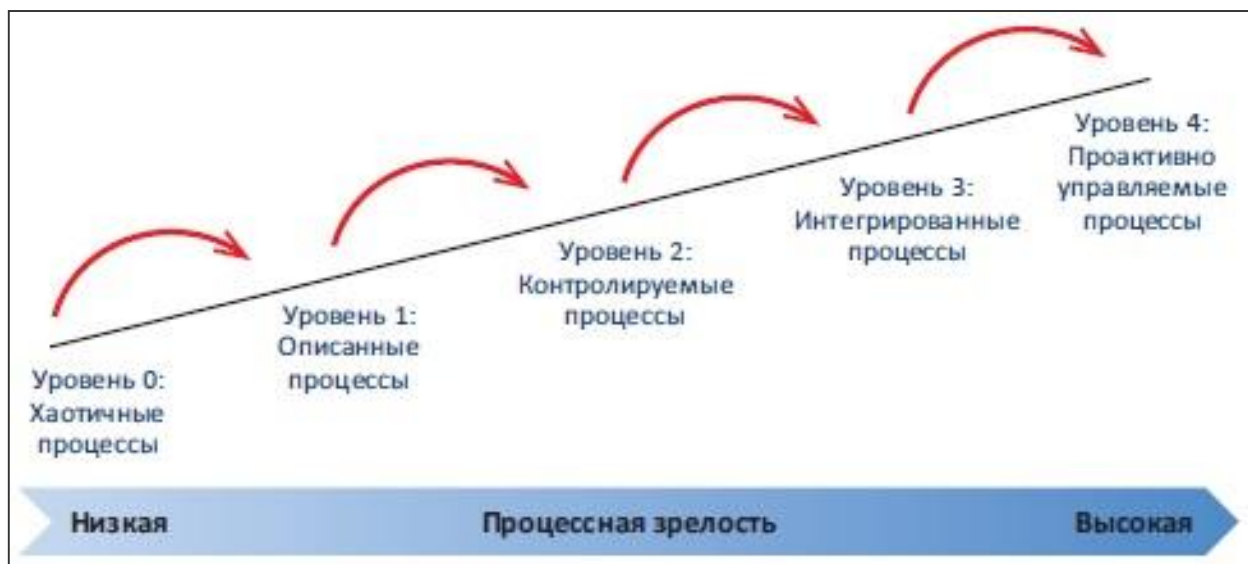 Уровень 0:
Хаотичные
процессы
Уровень 1:
Описанные
процессы
Уровень 2:
Контролируемые
процессы
Уровень 3:
Интегрированные
процессы
Уровень 4:
Проактивно
управляемые
процессы
Низкая
Процессная зрелость
Высокая